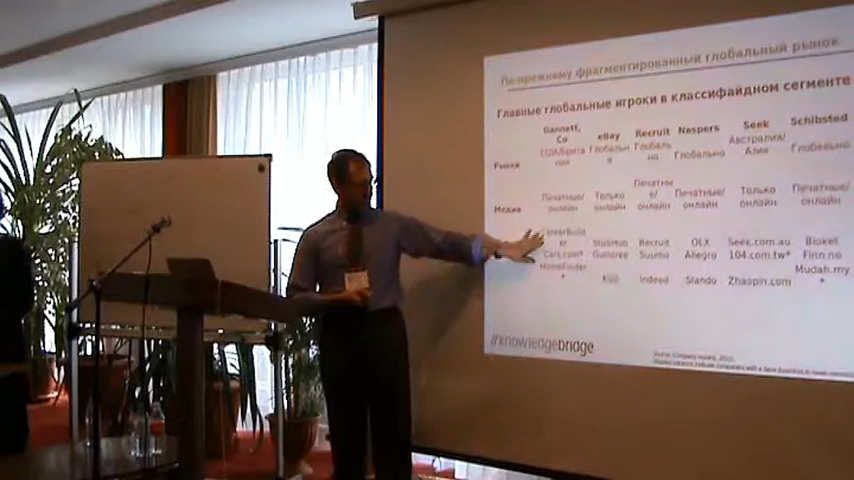 По-прежнему фрагментированный глобальный рынок
Главные глобальные игроки в классифайдном сегменте
Gannett, Co eBay Recruit Naspers Seek Schibsted
Рынки США/Британия Глобально Глобально Глобально Австралия/Азия Глобально
Медиа Печатные/онлайн Только онлайн Печатные/онлайн Печатные/онлайн Только онлайн Печатные/онлайн
CareerBuilder StubHub Recruit OLX Seek.com.au Blocket
Cars.com* Gumtree Suumo Allegro 104.com.tw* Finn.no
HomeFinder* Indeed Slando Zhaopin.com Mudah.my*
//knowledgebridge